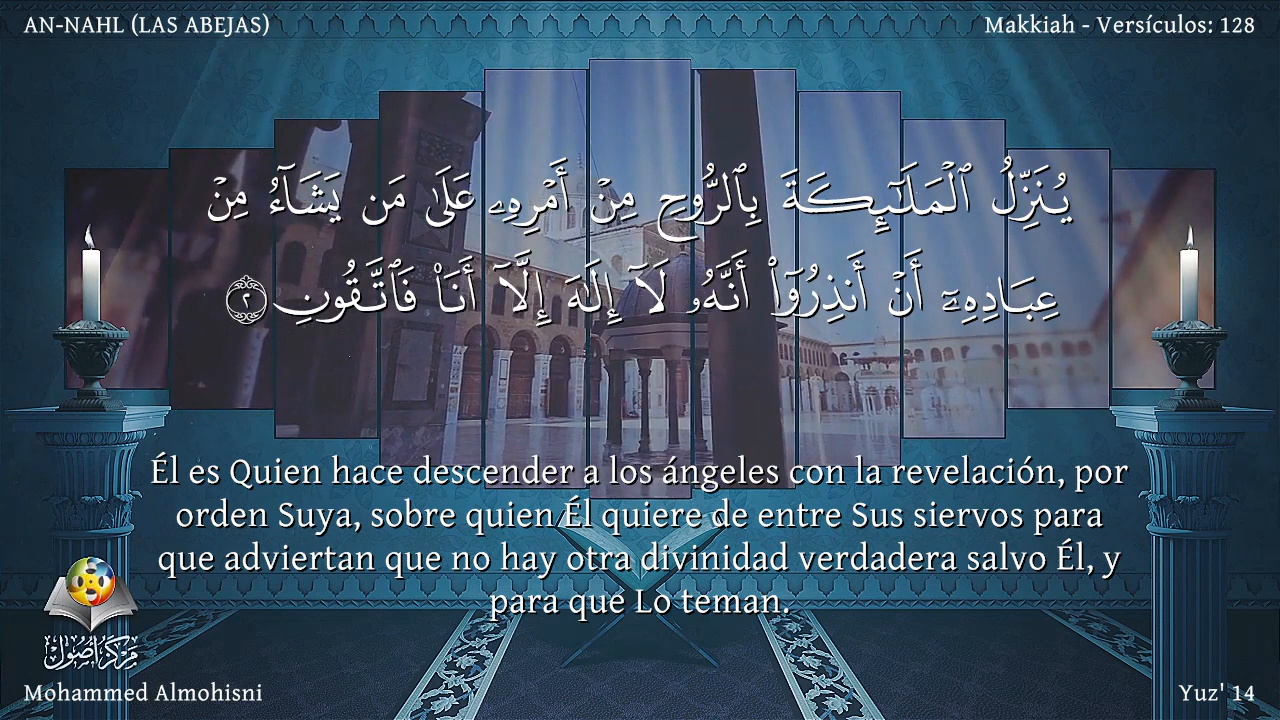 AN-NAHL (LAS ABEJAS)
Makkiah - Versículos: 128
يُنَزِّلُ ٱلْمَلَـٰٓئِكَةَ بِٱلرُّوحِ مِنْ أَمْرِهِۦ عَلَىٰ مَن يَشَآءُ مِنْ
عِبَادِهِۦٓ أَنْ أَنذِرُوٓا۟ أَنَّهُۥ لَآ إِلَـٰهَ إِلَّآ أَنَا۠ فَٱتَّقُونِ ٢
Él es Quien hace descender a los ángeles con la revelación, por
orden Suya, sobre quien Él quiere de entre Sus siervos para
que adviertan que no hay otra divinidad verdadera salvo Él, y
para que Lo teman.
مركز أصول
Mohammed Almohisni
Yuz' 14